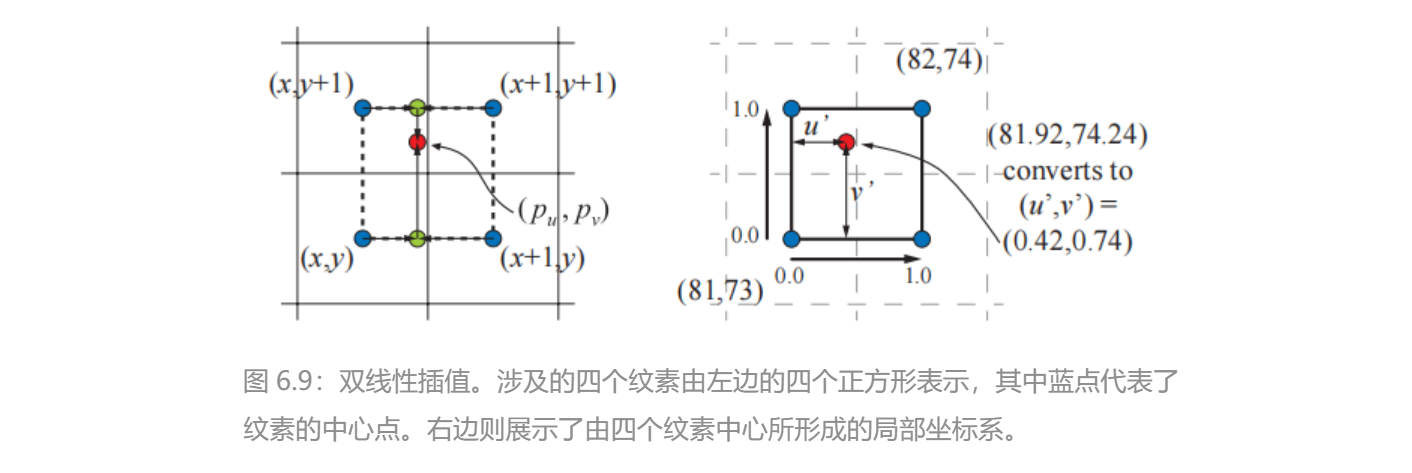 (x,y+1)
(x+1,y+1)
(pu, pv)
(x,y)
(x+1,y)
(82,74)
1.0
u’
(81.92,74.24)
converts to
v’
(u’,v’) =
0.0
(0.42,0.74)
0.0
1.0
(81,73)
图 6.9：双线性插值。涉及的四个纹素由左边的四个正方形表示，其中蓝点代表了
纹素的中心点。右边则展示了由四个纹素中心所形成的局部坐标系。